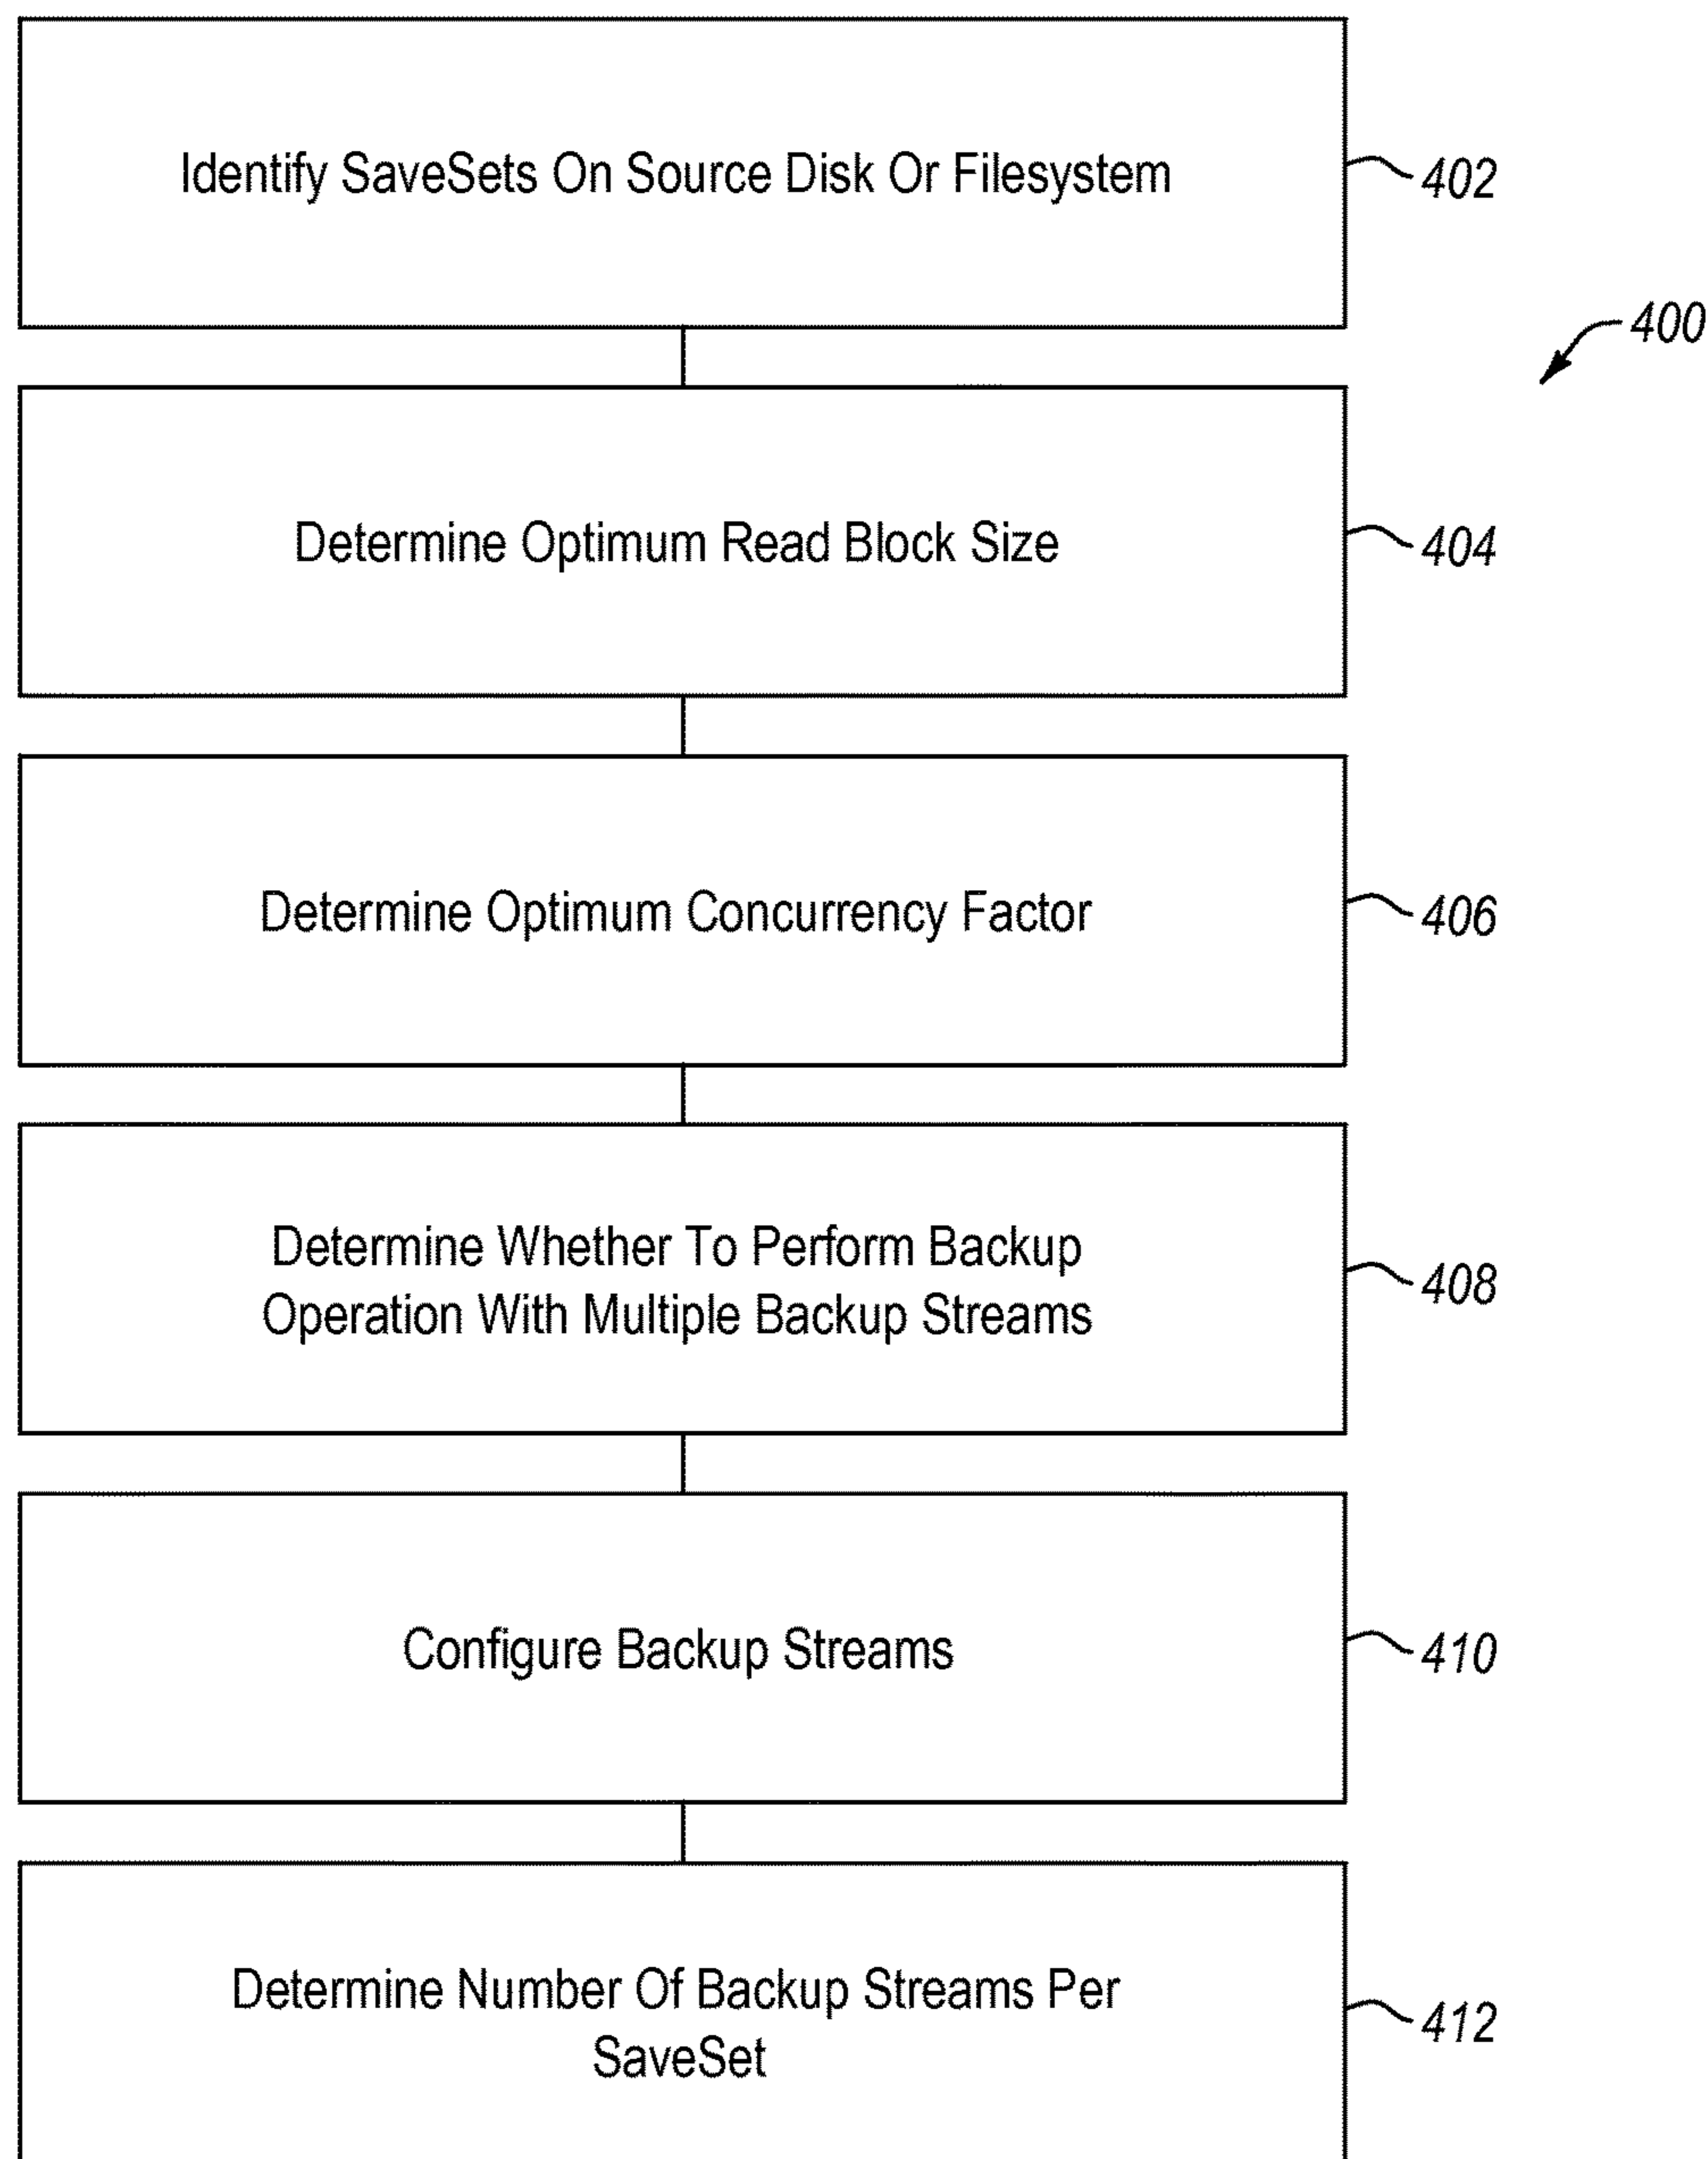 Identify SaveSets On Source Disk Or Filesystem
402
400
Determine Optimum Read Block Size
404
Determine Optimum Concurrency Factor
406
Determine Whether To Perform Backup
Operation With Multiple Backup Streams
408
Configure Backup Streams
410
Determine Number Of Backup Streams Per
SaveSet
412